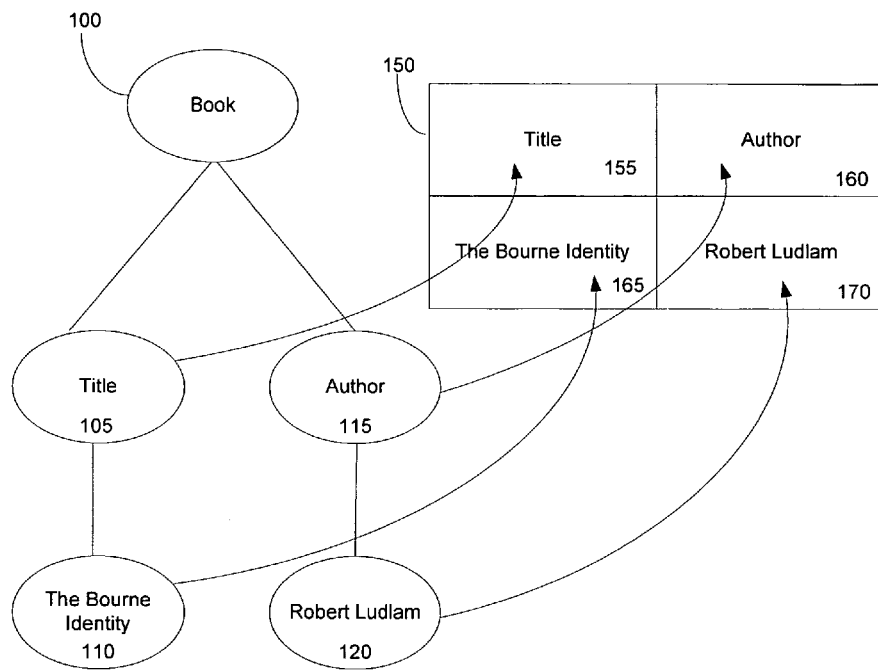 100
Book
150
Title
155
Author
160
The Bourne Identity
165
Robert Ludlam
170
Title
105
Author
115
The Bourne
Identity
110
Robert Ludlam
120